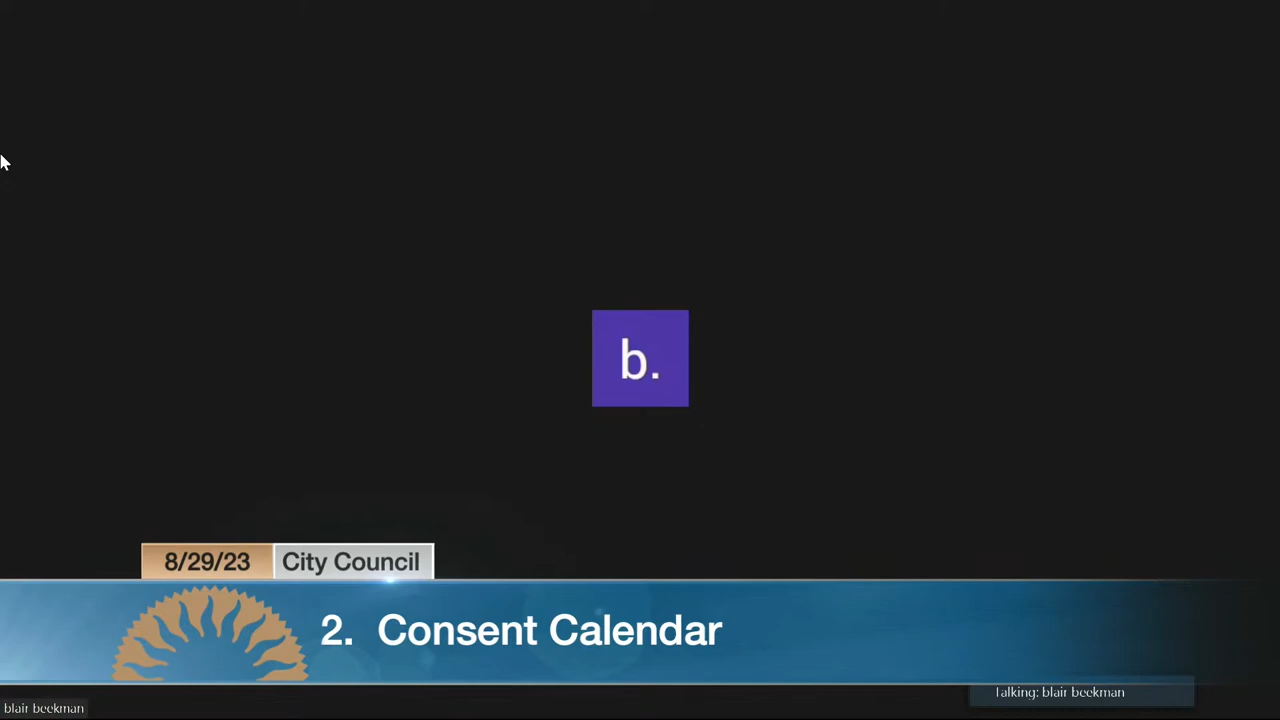 b.
8/29/23 City Council
2. Consent Calendar
Talking: blair beekman
blair beekman